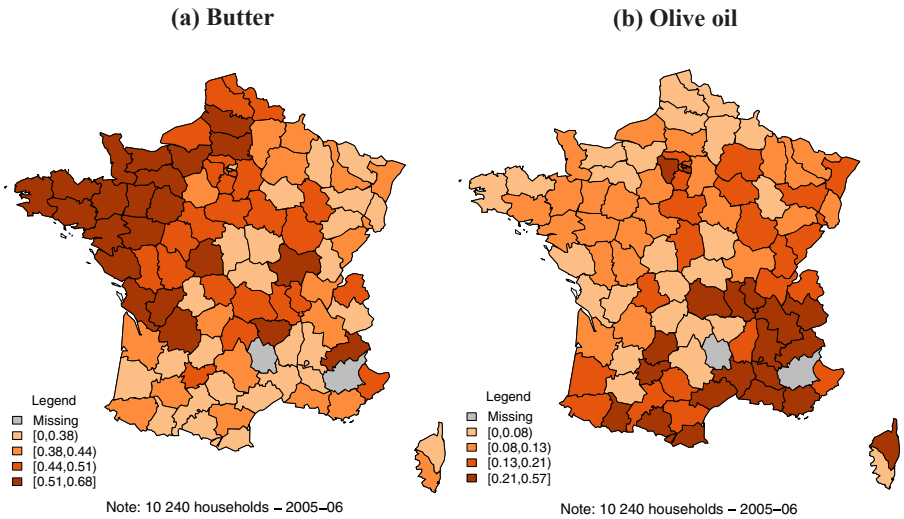 (a) Butter
(b) Olive oil
Legend
Missing
[0,0.38)
[0.38,0.44)
[0.44,0.51)
[0.51,0.68]
Note: 10 240 households – 2005–06
Legend
Missing
[0,0.08)
[0.08,0.13)
[0.13,0.21)
[0.21,0.57]
Note: 10 240 households – 2005–06